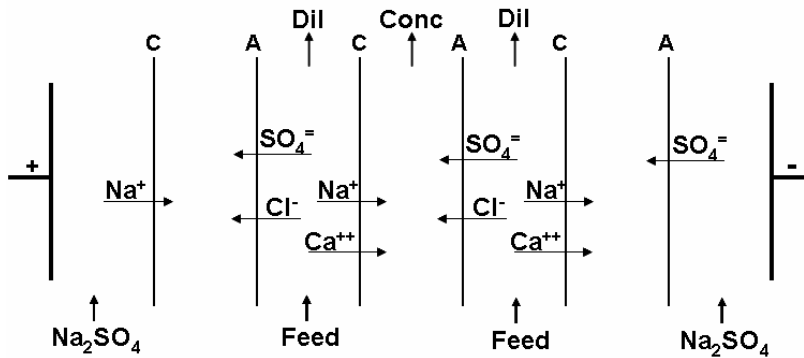 Dil Conc Dil
C A C A C A
SO₄⁼ SO₄⁼ SO₄⁼
+ -
Na⁺ Na⁺ Na⁺
Cl⁻ Cl⁻
Ca⁺⁺ Ca⁺⁺
Na₂SO₄ Feed Feed Na₂SO₄